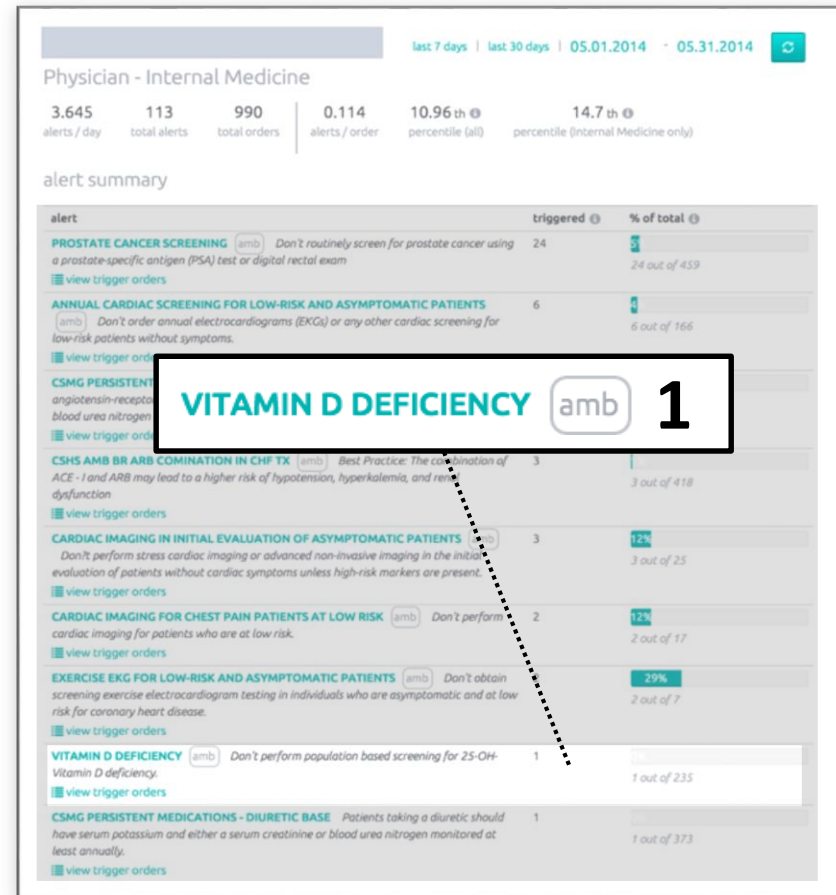 last 7 days | last 30 days | 05.01.2014 - 05.31.2014
Physician - Internal Medicine
3.645 113 990 0.114 10.96 th 14.7 th
alerts / day total alerts total orders alerts / order percentile (all) percentile (Internal Medicine only)
alert summary
alert triggered % of total
PROSTATE CANCER SCREENING amb Don't routinely screen for prostate cancer using 24 5%
a prostate-specific antigen (PSA) test or digital rectal exam 24 out of 459
view trigger orders
ANNUAL CARDIAC SCREENING FOR LOW-RISK AND ASYMPTOMATIC PATIENTS 6 4
amb Don't order annual electrocardiograms (EKGs) or any other cardiac screening for 6 out of 166
low-risk patients without symptoms.
view trigger orde
CSMG PERSISTENT
angiotensin-recepto
blood urea nitrogen
view trigger orde
VITAMIN D DEFICIENCY amb 1
CSHS AMB BR ARB COMINATION IN CHF TX amb Best Practice: The combination of 3
ACE - I and ARB may lead to a higher risk of hypotension, hyperkalemia, and renal 3 out of 418
dysfunction
view trigger orders
CARDIAC IMAGING IN INITIAL EVALUATION OF ASYMPTOMATIC PATIENTS amb 3 12%
Don?t perform stress cardiac imaging or advanced non-invasive imaging in the initial 3 out of 25
evaluation of patients without cardiac symptoms unless high-risk markers are present.
view trigger orders
CARDIAC IMAGING FOR CHEST PAIN PATIENTS AT LOW RISK amb Don't perform 2 12%
cardiac imaging for patients who are at low risk. 2 out of 17
view trigger orders
EXERCISE EKG FOR LOW-RISK AND ASYMPTOMATIC PATIENTS amb Don't obtain 2 29%
screening exercise electrocardiogram testing in individuals who are asymptomatic and at low 2 out of 7
risk for coronary heart disease.
view trigger orders
VITAMIN D DEFICIENCY amb Don't perform population based screening for 25-OH- 1
Vitamin D deficiency. 1 out of 235
view trigger orders
CSMG PERSISTENT MEDICATIONS - DIURETIC BASE Patients taking a diuretic should 1
have serum potassium and either a serum creatinine or blood urea nitrogen monitored at 1 out of 373
least annually.
view trigger orders